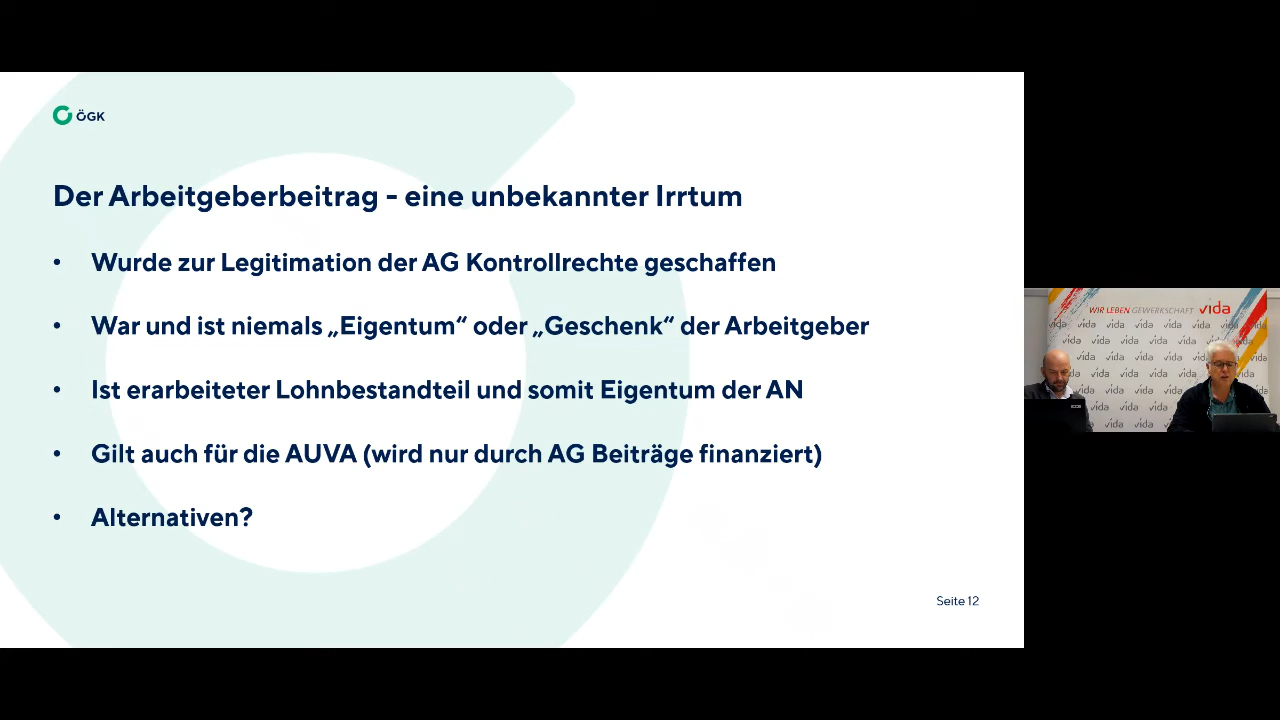 ÖGK
Der Arbeitgeberbeitrag - eine unbekannter Irrtum
• Wurde zur Legitimation der AG Kontrollrechte geschaffen
• War und ist niemals „Eigentum“ oder „Geschenk“ der Arbeitgeber
• Ist erarbeiteter Lohnbestandteil und somit Eigentum der AN
• Gilt auch für die AUVA (wird nur durch AG Beiträge finanziert)
• Alternativen?
Seite 12
WIR LEBEN GEWERKSCHAFT vida